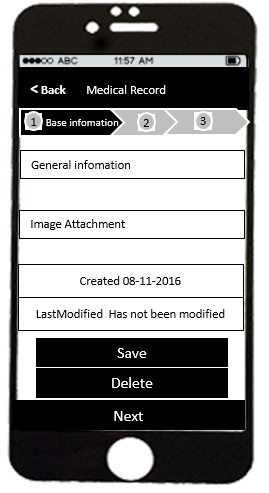 ABC 11:57 AM
< Back Medical Record
1 Base infomation 2 3
General infomation
Image Attachment
Created 08-11-2016
LastModified Has not been modified
Save
Delete
Next